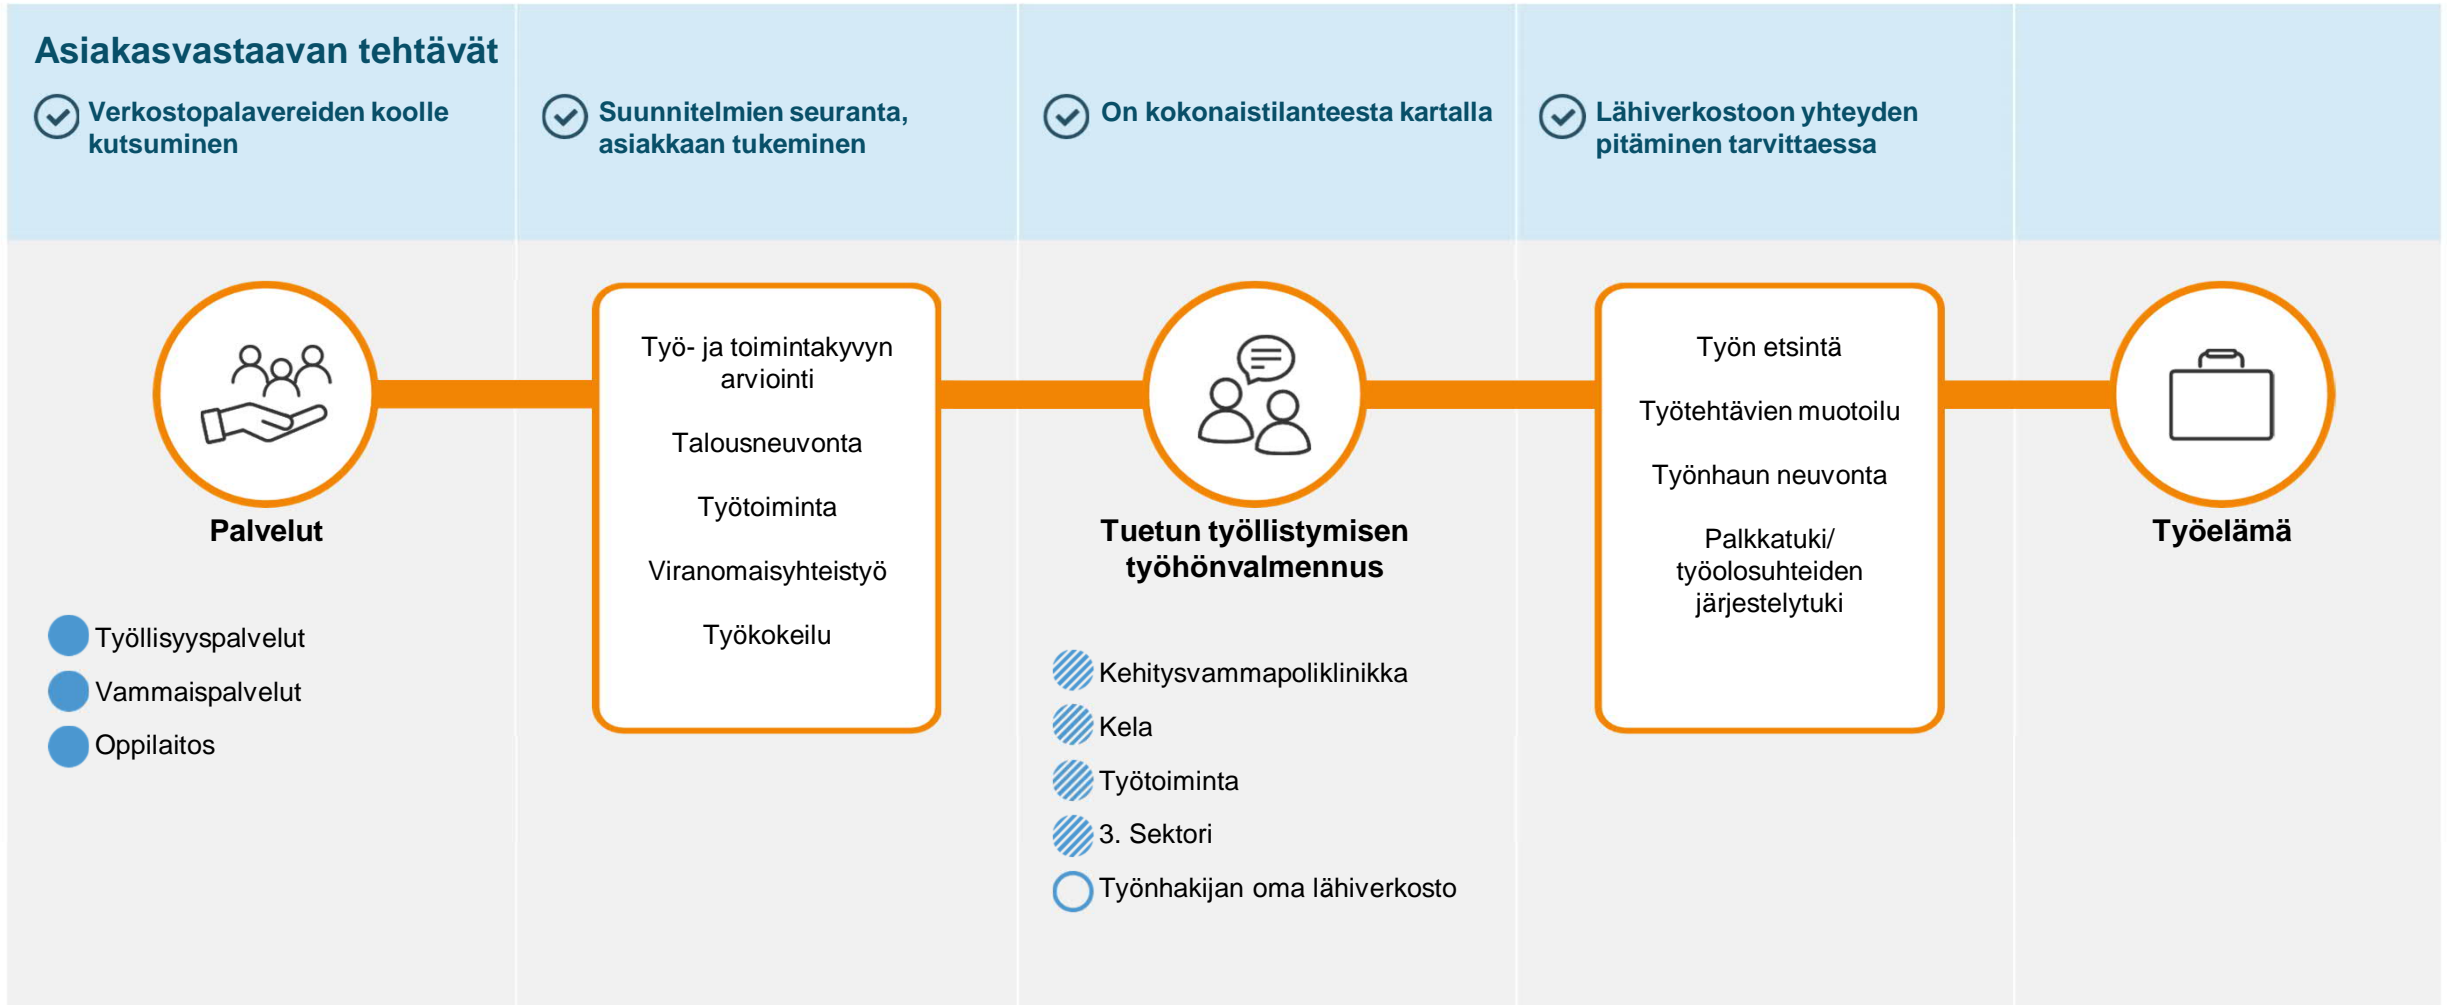 Asiakasvastaavan tehtävät
Verkostopalavereiden koolle
kutsuminen
Suunnitelmien seuranta,
asiakkaan tukeminen
On kokonaistilanteesta kartalla
Lähiverkostoon yhteyden
pitäminen tarvittaessa
Palvelut
Työllisyyspalvelut
Vammaispalvelut
Oppilaitos
Työ- ja toimintakyvyn
arviointi
Talousneuvonta
Työtoiminta
Viranomaisyhteistyö
Työkokeilu
Tuetun työllistymisen
työhönvalmennus
Kehitysvammapoliklinikka
Kela
Työtoiminta
3. Sektori
Työnhakijan oma lähiverkosto
Työn etsintä
Työtehtävien muotoilu
Työnhaun neuvonta
Palkkatuki/
työolosuhteiden
järjestelytuki
Työelämä